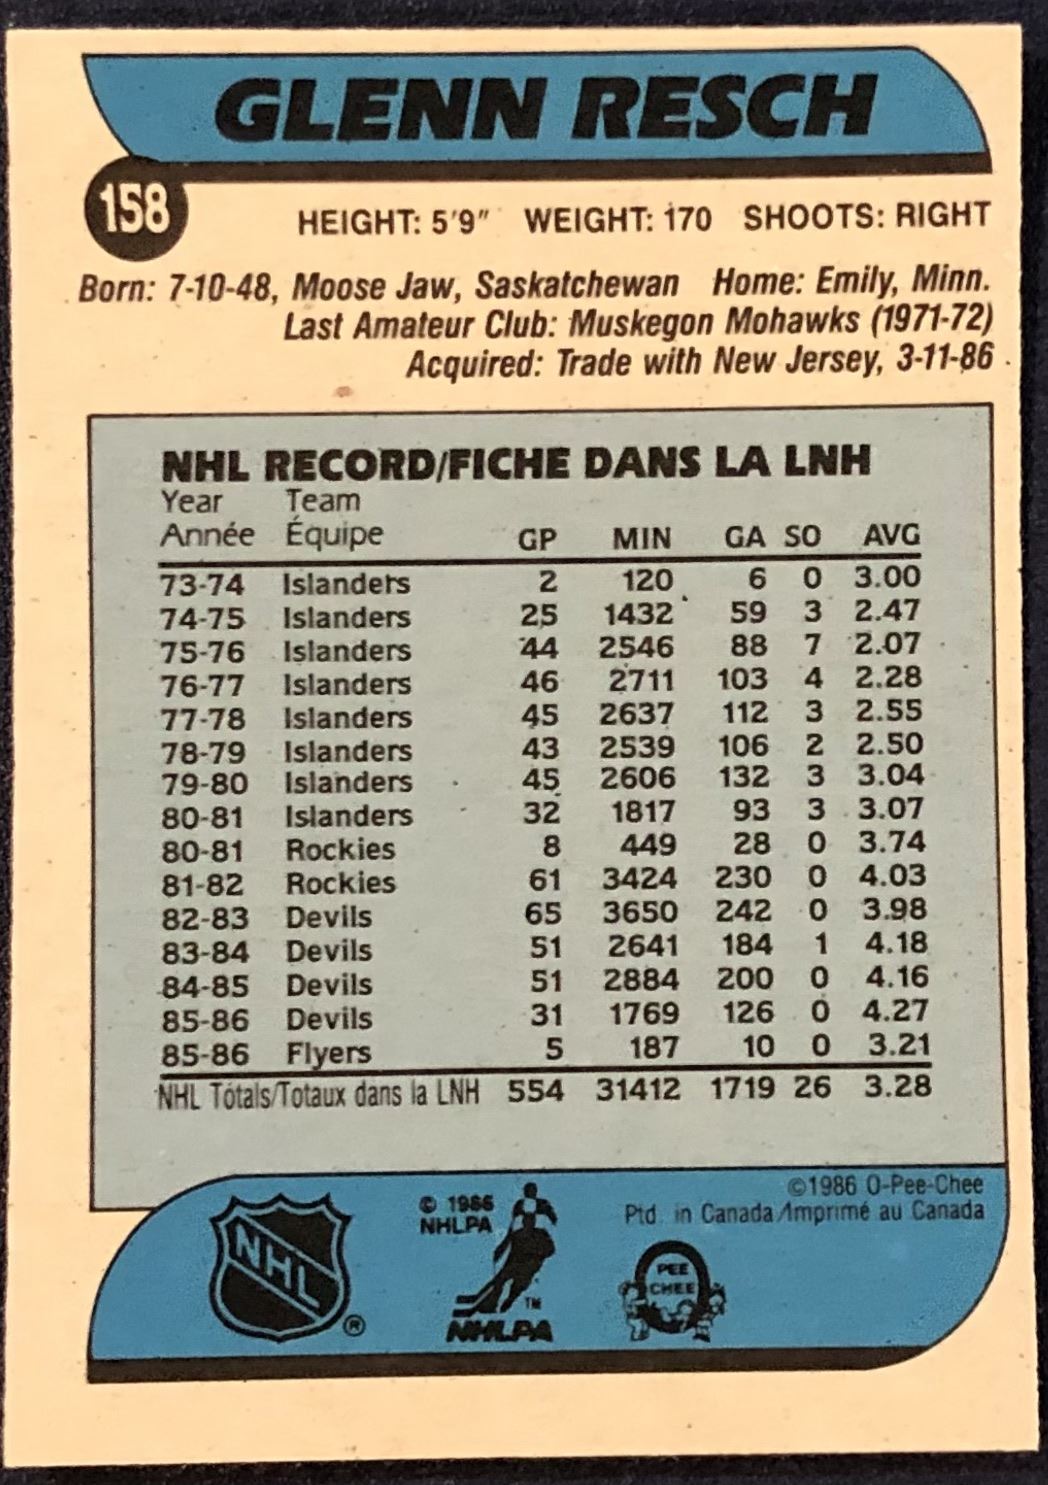 GLENN RESCH
158
HEIGHT: 5'9" WEIGHT: 170 SHOOTS: RIGHT
Born: 7-10-48, Moose Jaw, Saskatchewan Home: Emily, Minn.
Last Amateur Club: Muskegon Mohawks (1971-72)
Acquired: Trade with New Jersey, 3-11-86
NHL RECORD/FICHE DANS LA LNH
Year Team
Année Équipe GP MIN GA SO AVG
73-74 Islanders 2 120 6 0 3.00
74-75 Islanders 25 1432 59 3 2.47
75-76 Islanders 44 2546 88 7 2.07
76-77 Islanders 46 2711 103 4 2.28
77-78 Islanders 45 2637 112 3 2.55
78-79 Islanders 43 2539 106 2 2.50
79-80 Islanders 45 2606 132 3 3.04
80-81 Islanders 32 1817 93 3 3.07
80-81 Rockies 8 449 28 0 3.74
81-82 Rockies 61 3424 230 0 4.03
82-83 Devils 65 3650 242 0 3.98
83-84 Devils 51 2641 184 1 4.18
84-85 Devils 51 2884 200 0 4.16
85-86 Devils 31 1769 126 0 4.27
85-86 Flyers 5 187 10 0 3.21
NHL Totals/Totaux dans la LNH 554 31412 1719 26 3.28
©1986 O-Pee-Chee
Ptd. in Canada/Imprimé au Canada
© 1986
NHLPA
NHL
®
TM
NHLPA
PEE
CHEE